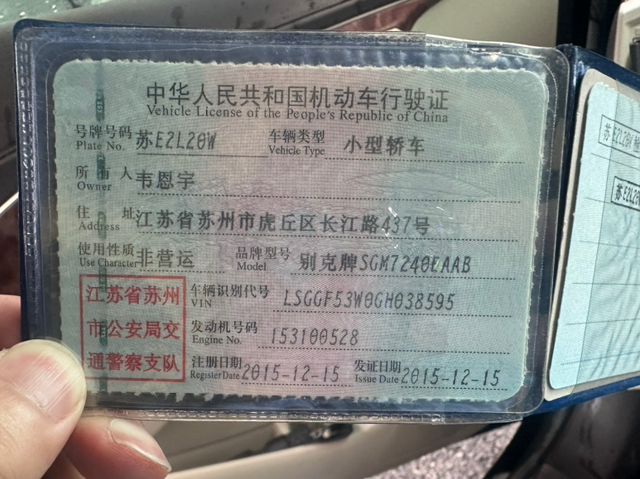 中华人民共和国机动车行驶证
Vehicle License of the People's Republic of China
号牌号码 苏E2L20W 车辆类型 小型轿车
Plate No. Vehicle Type
所有人 韦恩宇
Owner
住址 江苏省苏州市虎丘区长江路437号
Address
使用性质 非营运 品牌型号 别克牌SGM7240DAAB
Use Character Model
江苏省苏州
市公安局交
通警察支队
车辆识别代号 LSGGF53W0GH038595
VIN
发动机号码 153100528
Engine No.
注册日期 2015-12-15 发证日期 2015-12-15
Register Date Issue Date